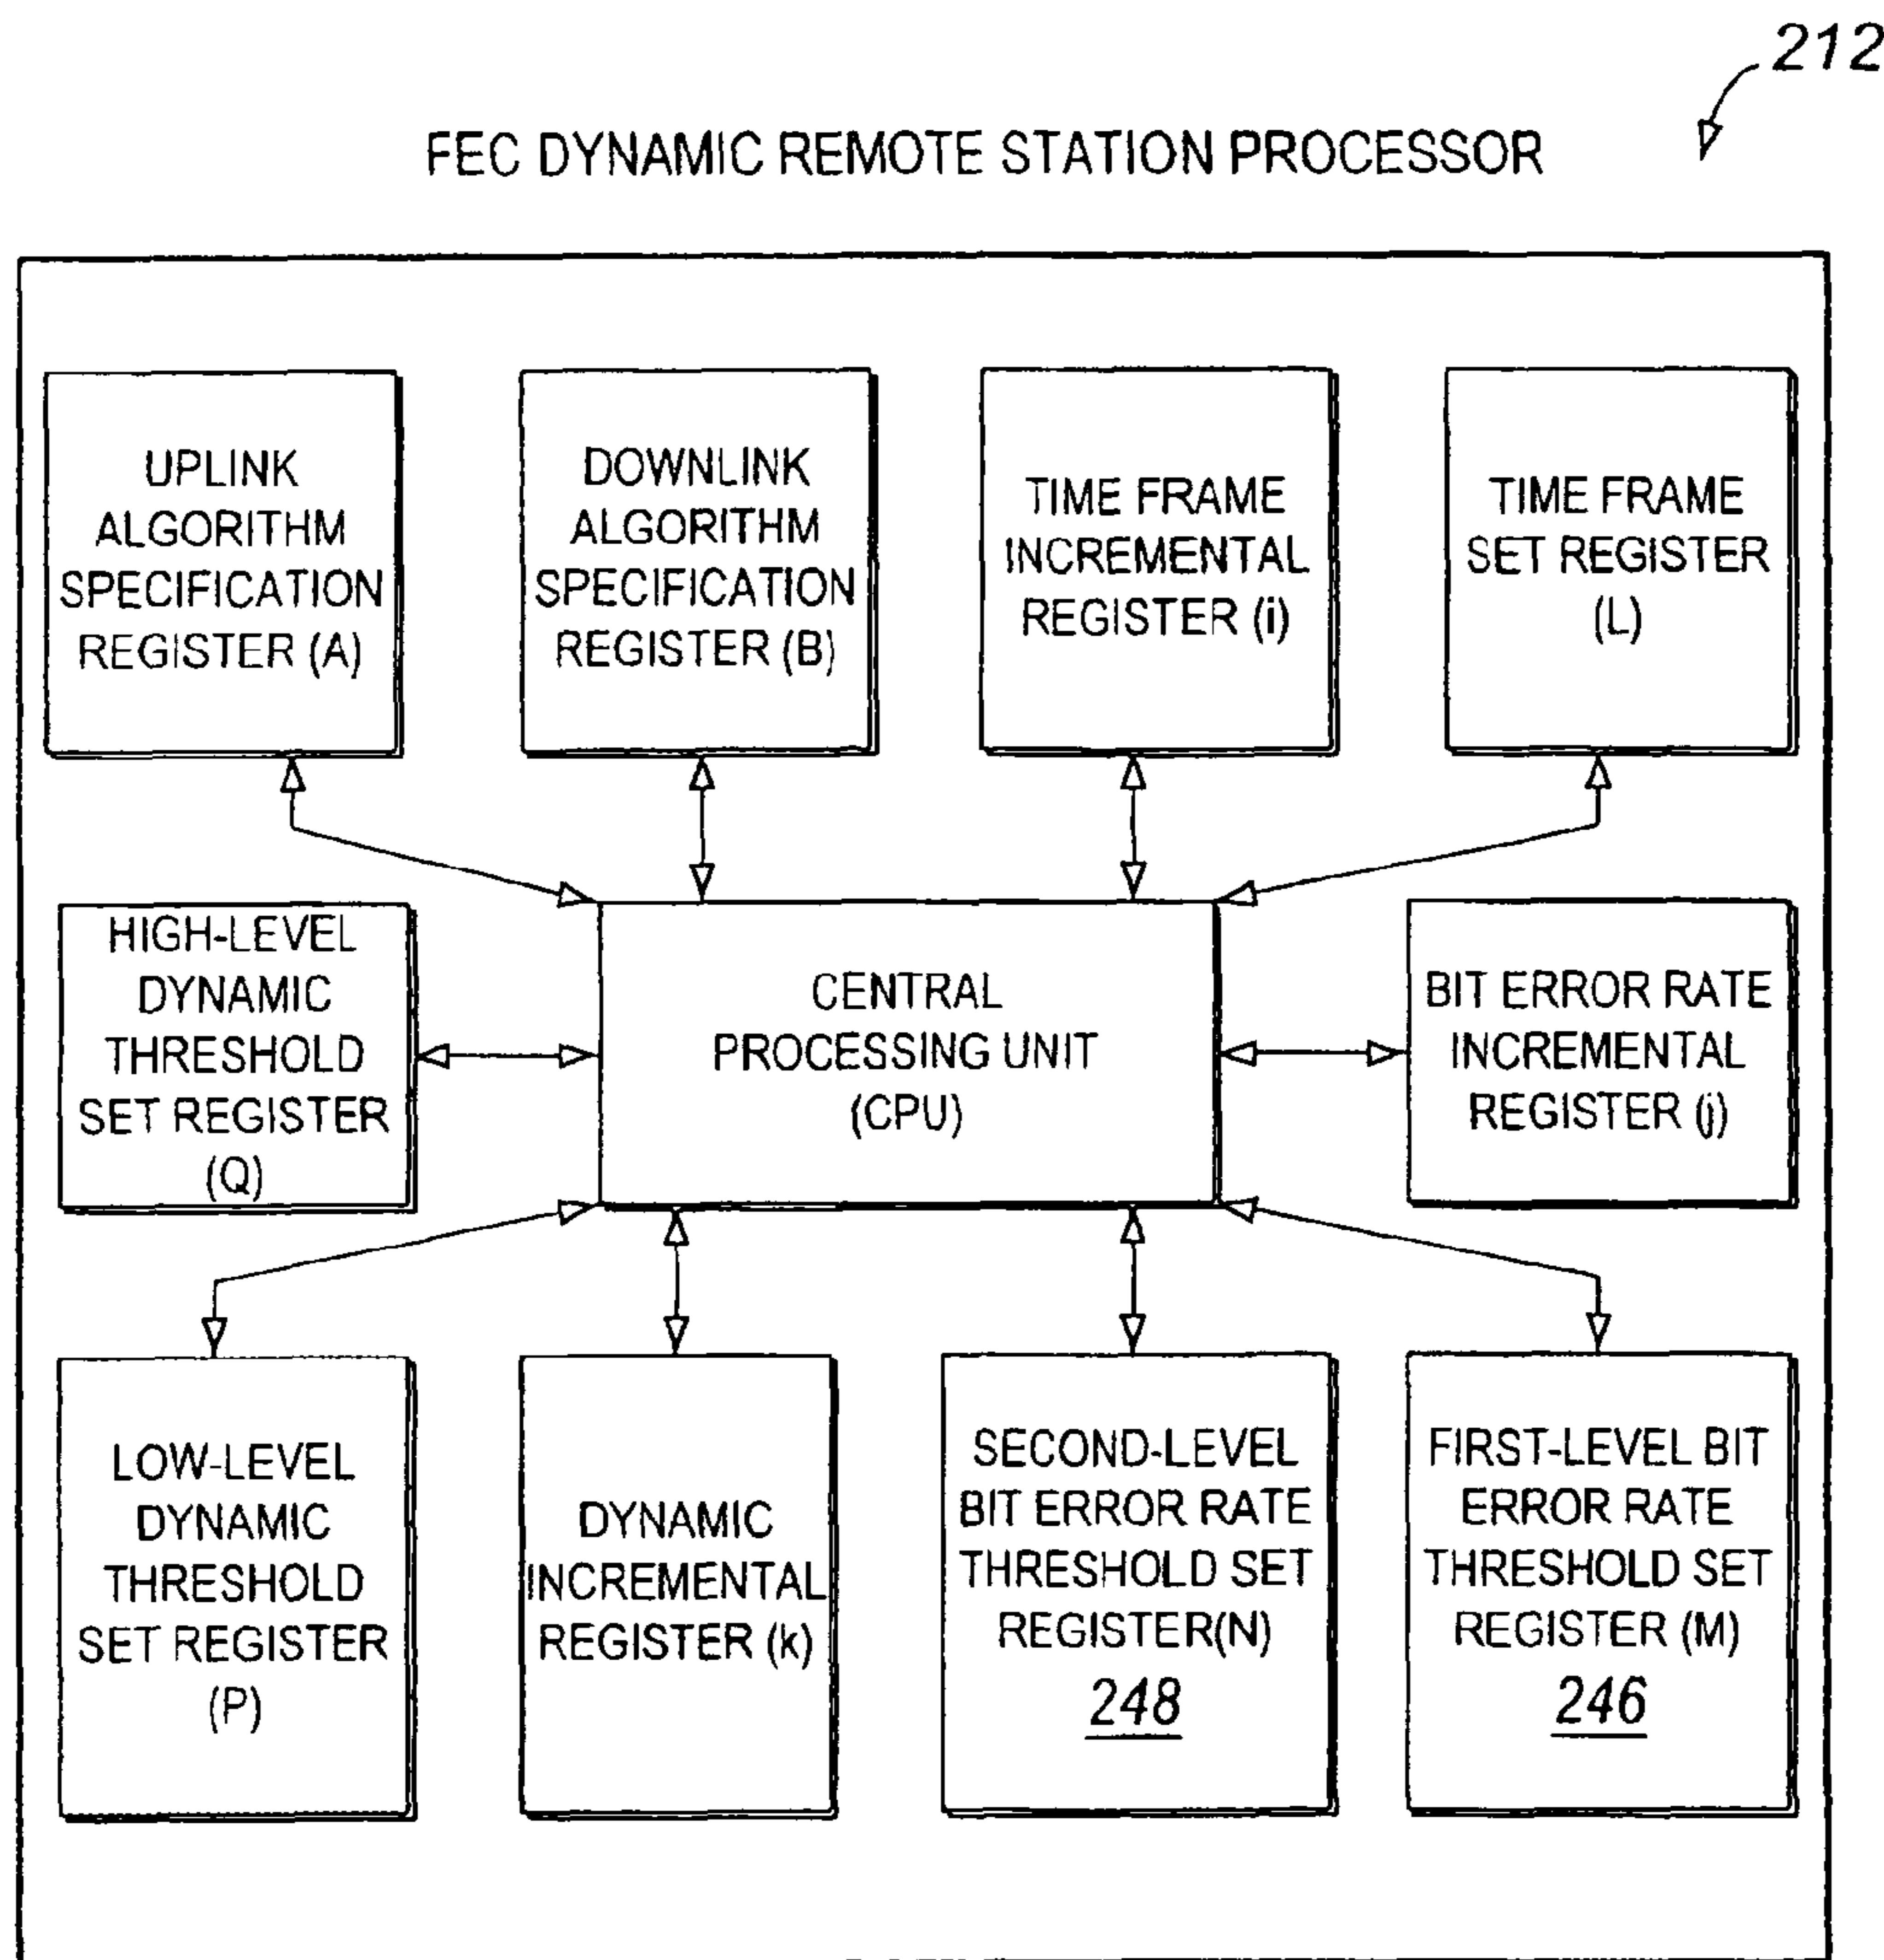 212
FEC DYNAMIC REMOTE STATION PROCESSOR
UPLINK
ALGORITHM
SPECIFICATION
REGISTER (A)
DOWNLINK
ALGORITHM
SPECIFICATION
REGISTER (B)
TIME FRAME
INCREMENTAL
REGISTER (i)
TIME FRAME
SET REGISTER
(L)
HIGH-LEVEL
DYNAMIC
THRESHOLD
SET REGISTER
(Q)
CENTRAL
PROCESSING UNIT
(CPU)
BIT ERROR RATE
INCREMENTAL
REGISTER (j)
LOW-LEVEL
DYNAMIC
THRESHOLD
SET REGISTER
(P)
DYNAMIC
INCREMENTAL
REGISTER (k)
SECOND-LEVEL
BIT ERROR RATE
THRESHOLD SET
REGISTER(N)
248
FIRST-LEVEL BIT
ERROR RATE
THRESHOLD SET
REGISTER (M)
246